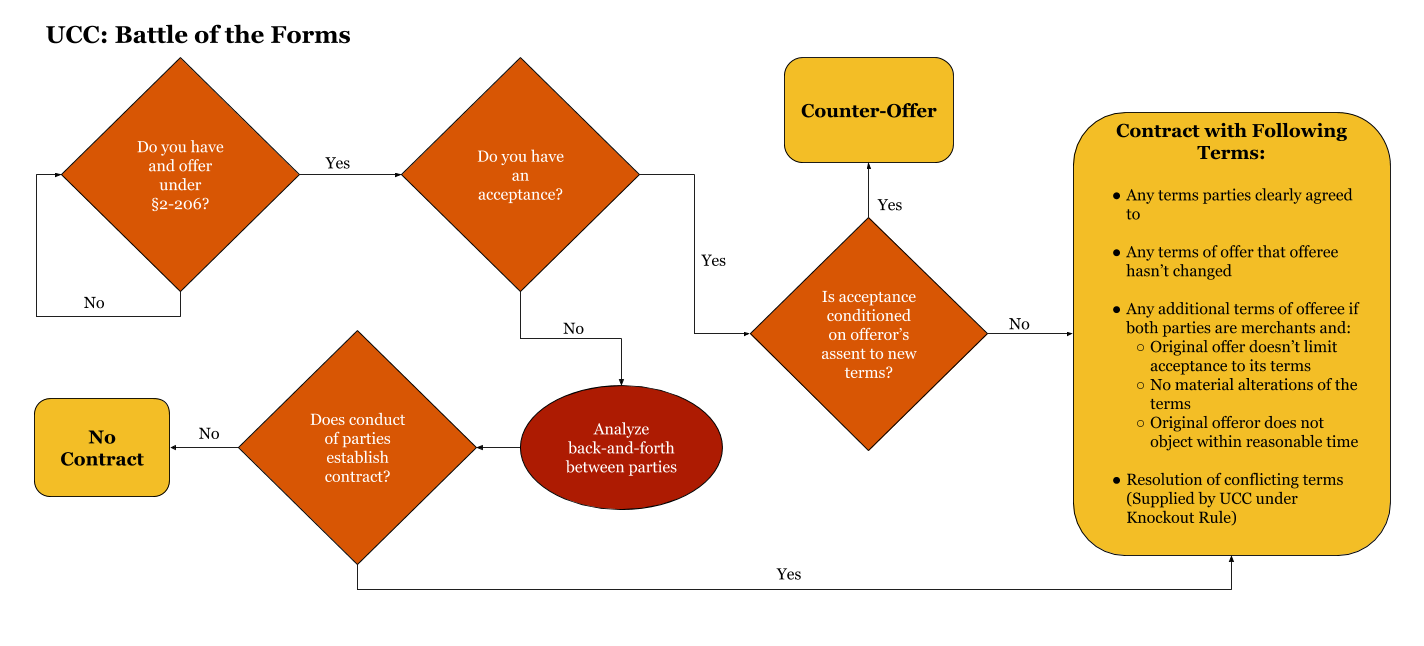 UCC: Battle of the Forms
Do you have
and offer
under
§2-206?
No
Yes
Do you have
an
acceptance?
Yes
No
Analyze
back-and-forth
between parties
Does conduct
of parties
establish
contract?
No
No
Contract
Yes
Is acceptance
conditioned
on offeror’s
assent to new
terms?
Yes
Counter-Offer
No
Contract with Following
Terms:
● Any terms parties clearly agreed
to
● Any terms of offer that offeree
hasn’t changed
● Any additional terms of offeree if
both parties are merchants and:
○ Original offer doesn’t limit
acceptance to its terms
○ No material alterations of the
terms
○ Original offeror does not
object within reasonable time
● Resolution of conflicting terms
(Supplied by UCC under
Knockout Rule)